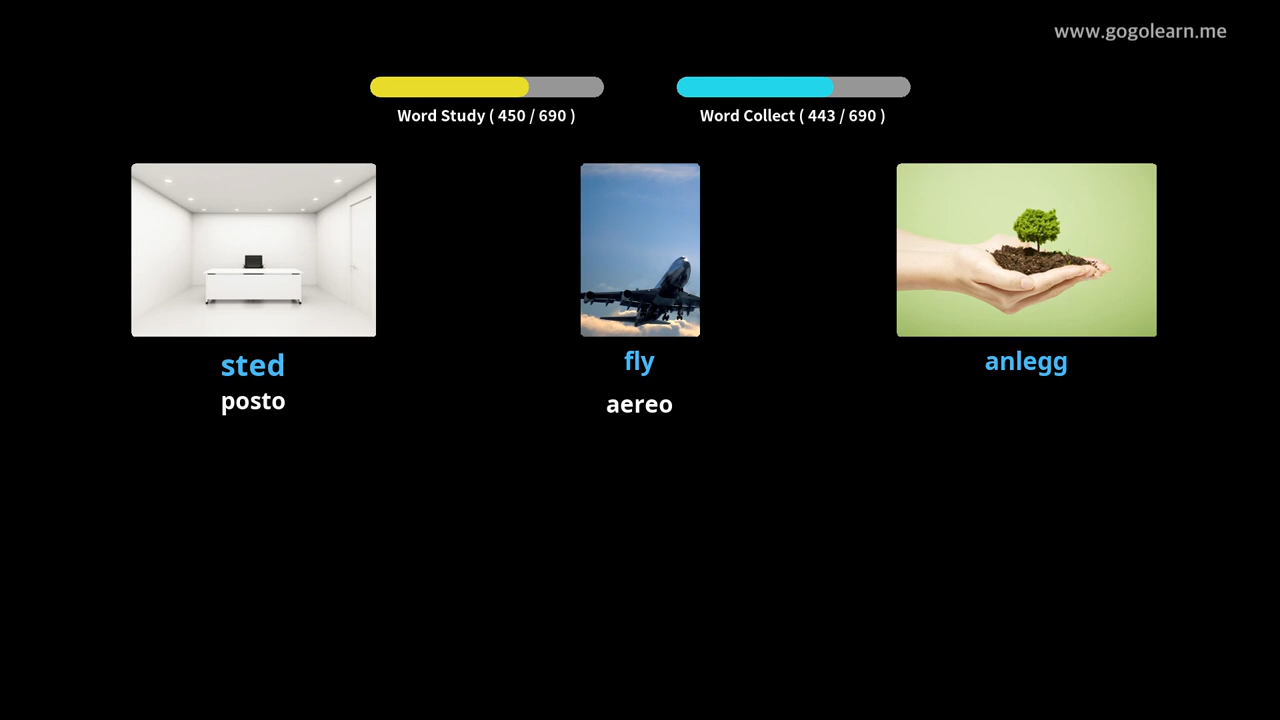 www.gogolearn.me
Word Study ( 450 / 690 )
Word Collect ( 443 / 690 )
sted
posto
fly
aereo
anlegg